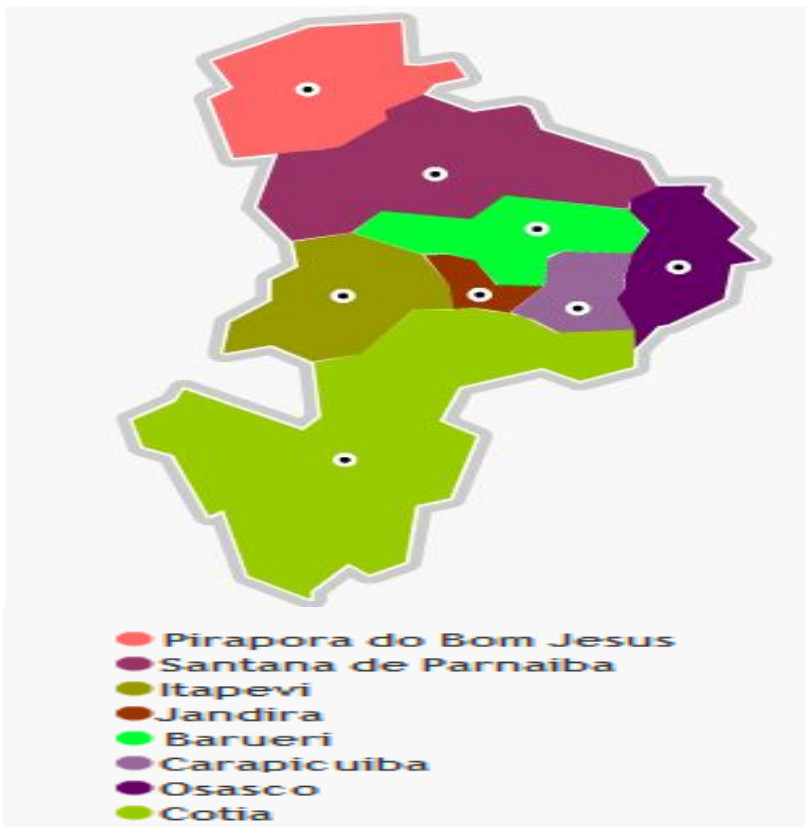 Pirapora do Bom Jesus
Santana de Parnaiba
Itapevi
Jandira
Barueri
Carapicuiba
Osasco
Cotia